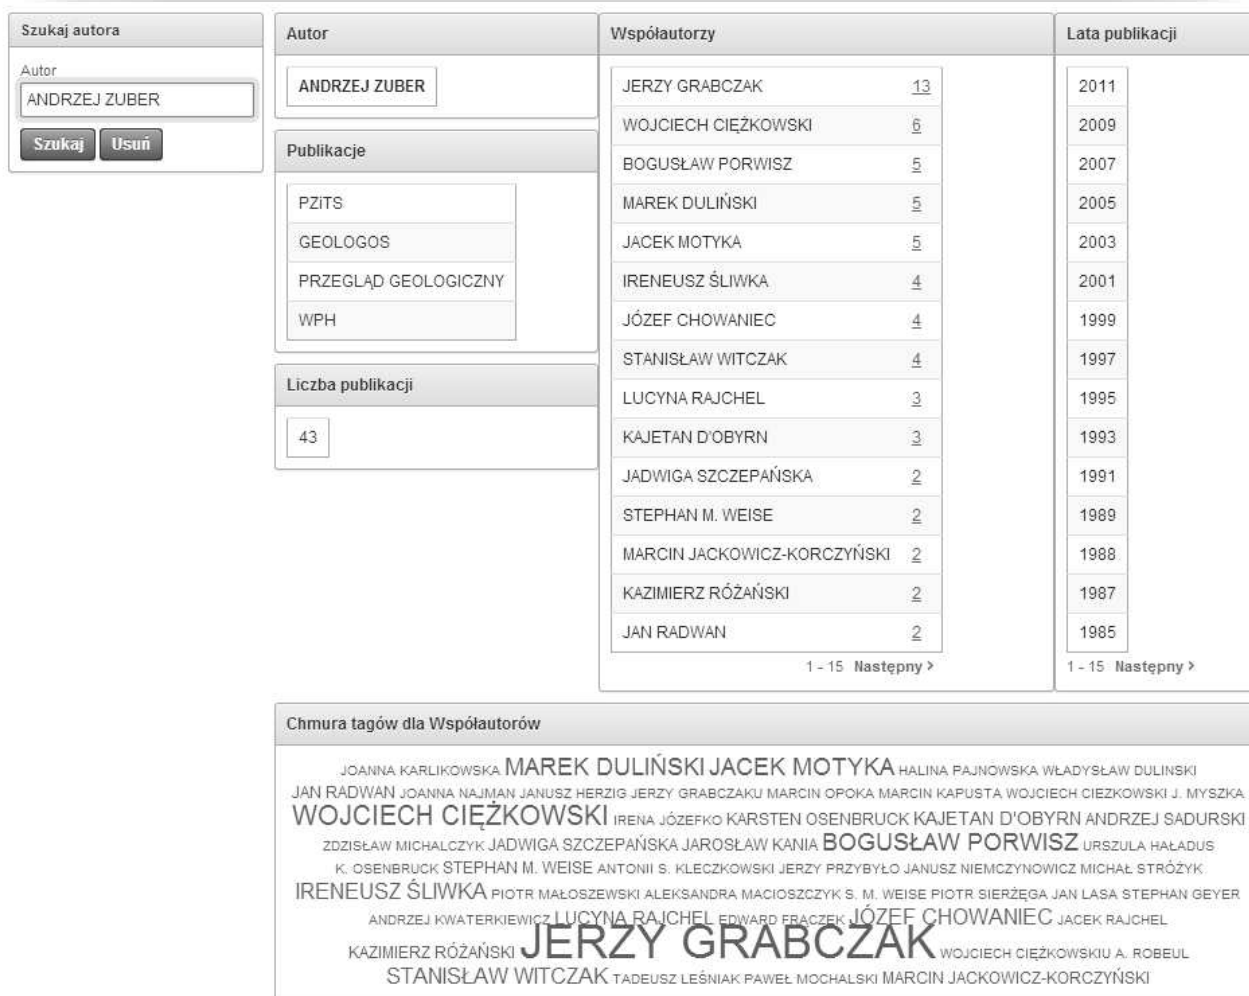 Szukaj autora
Autor
ANDRZEJ ZUBER
Szukaj Usuń
Autor
ANDRZEJ ZUBER
Publikacje
PZiTS
GEOLOGOS
PRZEGLĄD GEOLOGICZNY
WPH
Liczba publikacji
43
Współautorzy
JERZY GRABCZAK 13
WOJCIECH CIĘŻKOWSKI 6
BOGUSŁAW PORWISZ 5
MAREK DULIŃSKI 5
JACEK MOTYKA 5
IRENEUSZ ŚLIWKA 4
JÓZEF CHOWANIEC 4
STANISŁAW WITCZAK 4
LUCYNA RAJCHEL 3
KAJETAN D'OBYRN 3
JADWIGA SZCZEPAŃSKA 2
STEPHAN M. WEISE 2
MARCIN JACKOWICZ-KORCZYŃSKI 2
KAZIMIERZ RÓŻAŃSKI 2
JAN RADWAN 2
1 - 15 Następny >
Lata publikacji
2011
2009
2007
2005
2003
2001
1999
1997
1995
1993
1991
1989
1988
1987
1985
1 - 15 Następny >
Chmura tagów dla Współautorów
JOANNA KARLIKOWSKA MAREK DULIŃSKI JACEK MOTYKA HALINA PAJNOWSKA WŁADYSŁAW DULINSKI
JAN RADWAN JOANNA NAJMAN JANUSZ HERZIG JERZY GRABCZAKU MARCIN OPOKA MARCIN KAPUSTA WOJCIECH CIEZKOWSKI J. MYSZKA
WOJCIECH CIĘŻKOWSKI IRENA JÓZEFKO KARSTEN OSENBRUCK KAJETAN D'OBYRN ANDRZEJ SADURSKI
ZDZISŁAW MICHALCZYK JADWIGA SZCZEPAŃSKA JAROSŁAW KANIA BOGUSŁAW PORWISZ URSZULA HAŁADUS
K. OSENBRUCK STEPHAN M. WEISE ANTONII S. KLECZKOWSKI JERZY PRZYBYŁO JANUSZ NIEMCZYNOWICZ MICHAŁ STRÓŻYK
IRENEUSZ ŚLIWKA PIOTR MAŁOSZEWSKI ALEKSANDRA MACIOSZCZYK S. M. WEISE PIOTR SIERŻĘGA JAN LASA STEPHAN GEYER
ANDRZEJ KWATERKIEWICZ LUCYNA RAJCHEL EDWARD FRĄCZEK JÓZEF CHOWANIEC JACEK RAJCHEL
KAZIMIERZ RÓŻAŃSKI JERZY GRABCZAK WOJCIECH CIĘŻKOWSKIU A. ROBEUL
STANISŁAW WITCZAK TADEUSZ LEŚNIAK PAWEŁ MOCHALSKI MARCIN JACKOWICZ-KORCZYŃSKI